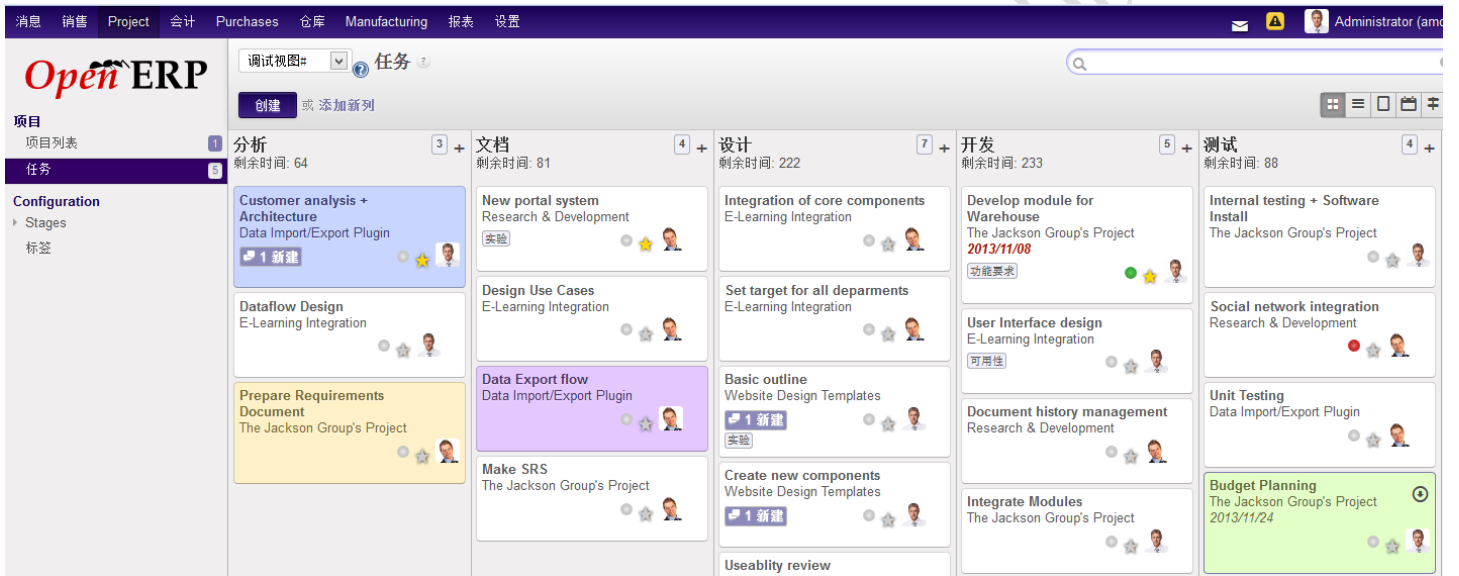 消息 销售 Project 会计 Purchases 仓库 Manufacturing 报表 设置
Administrator (amo
Open ERP
调试视图#
任务
创建 或 添加新列
项目
项目列表 1
任务 5
Configuration
Stages
标签
分析 3 +
剩余时间: 64
Customer analysis +
Architecture
Data Import/Export Plugin
1 新建
Dataflow Design
E-Learning Integration
Prepare Requirements
Document
The Jackson Group's Project
文档 4 +
剩余时间: 81
New portal system
Research & Development
实验
Design Use Cases
E-Learning Integration
Data Export flow
Data Import/Export Plugin
Make SRS
The Jackson Group's Project
设计 7 +
剩余时间: 222
Integration of core components
E-Learning Integration
Set target for all deparments
E-Learning Integration
Basic outline
Website Design Templates
1 新建
实验
Create new components
Website Design Templates
1 新建
Useablity review
开发 5 +
剩余时间: 233
Develop module for
Warehouse
The Jackson Group's Project
2013/11/08
功能要求
User Interface design
E-Learning Integration
可用性
Document history management
Research & Development
Integrate Modules
The Jackson Group's Project
测试 4 +
剩余时间: 88
Internal testing + Software
Install
The Jackson Group's Project
Social network integration
Research & Development
Unit Testing
Data Import/Export Plugin
Budget Planning
The Jackson Group's Project
2013/11/24